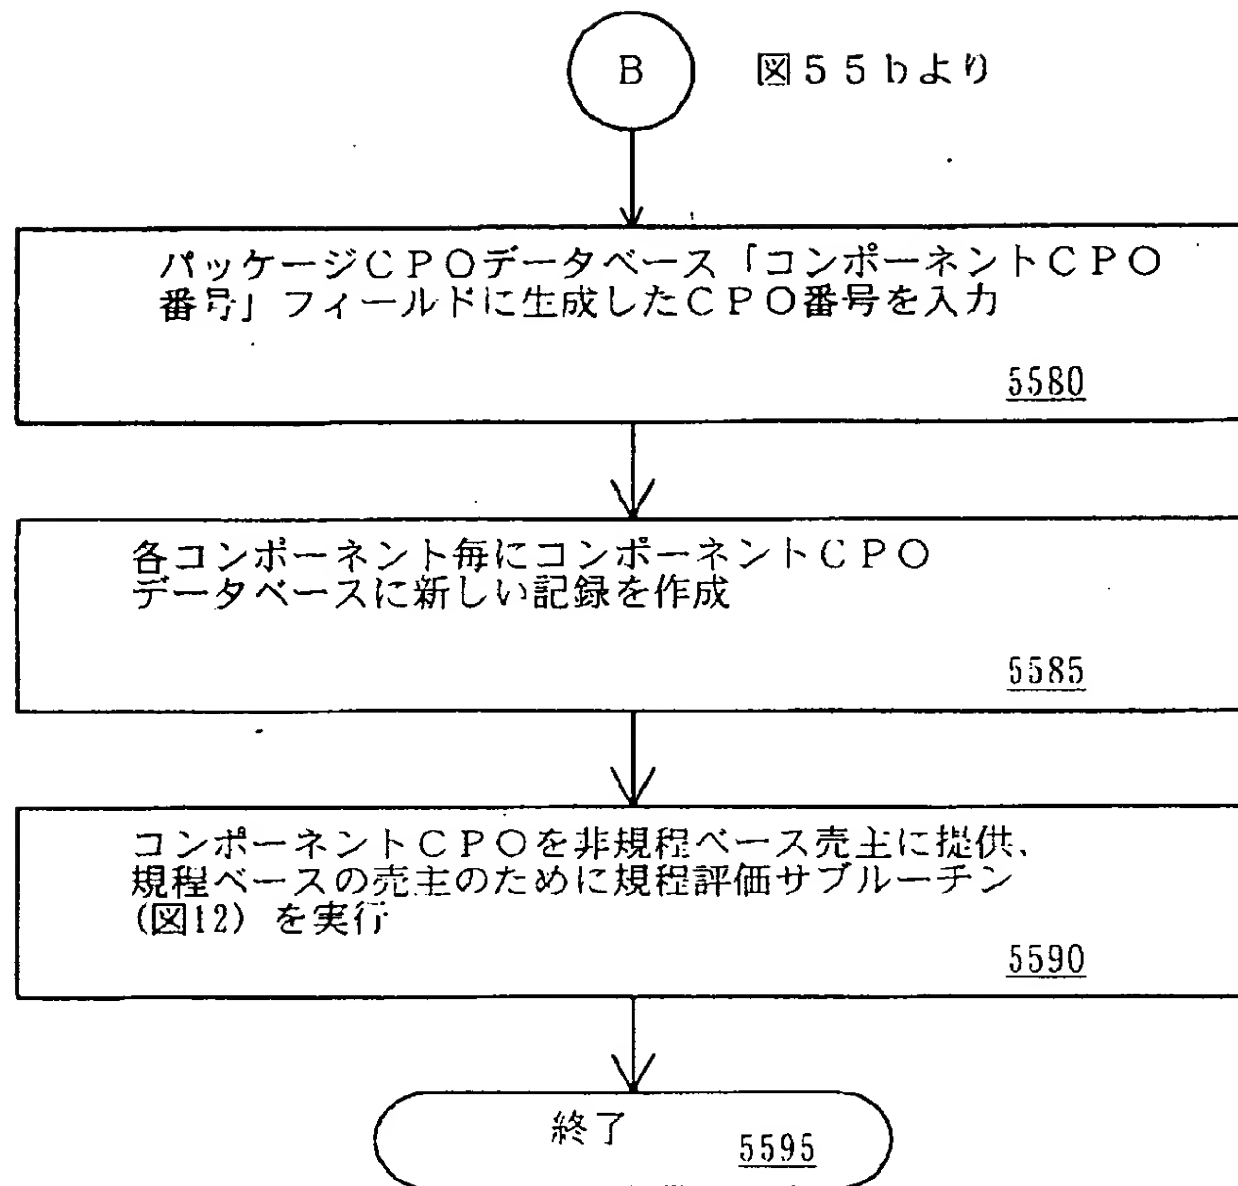 B
図55bより
パッケージCPOデータベース「コンポーネントCPO
番号」フィールドに生成したCPO番号を入力
5580
各コンポーネント毎にコンポーネントCPO
データベースに新しい記録を作成
5585
コンポーネントCPOを非規程ベース売主に提供、
規程ベースの売主のために規程評価サブルーチン
(図12) を実行
5590
終了
5595